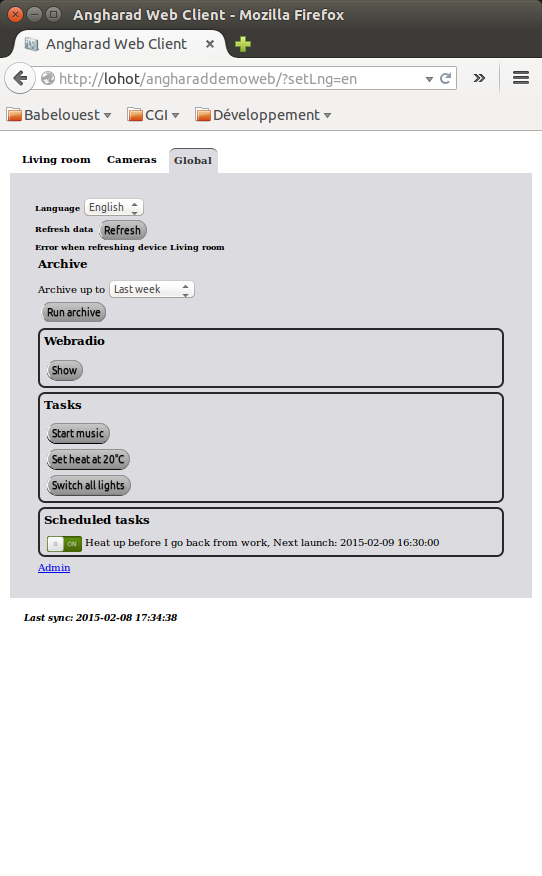 Angharad Web Client - Mozilla Firefox
Angharad Web Client
http://lohot/angharaddemoweb/?setLng=en
Babelouest CGI Développement
Living room Cameras Global
Language English
Refresh data Refresh
Error when refreshing device Living room
Archive
Archive up to Last week
Run archive
Webradio
Show
Tasks
Start music
Set heat at 20°C
Switch all lights
Scheduled tasks
ON Heat up before I go back from work, Next launch: 2015-02-09 16:30:00
Admin
Last sync: 2015-02-08 17:34:38